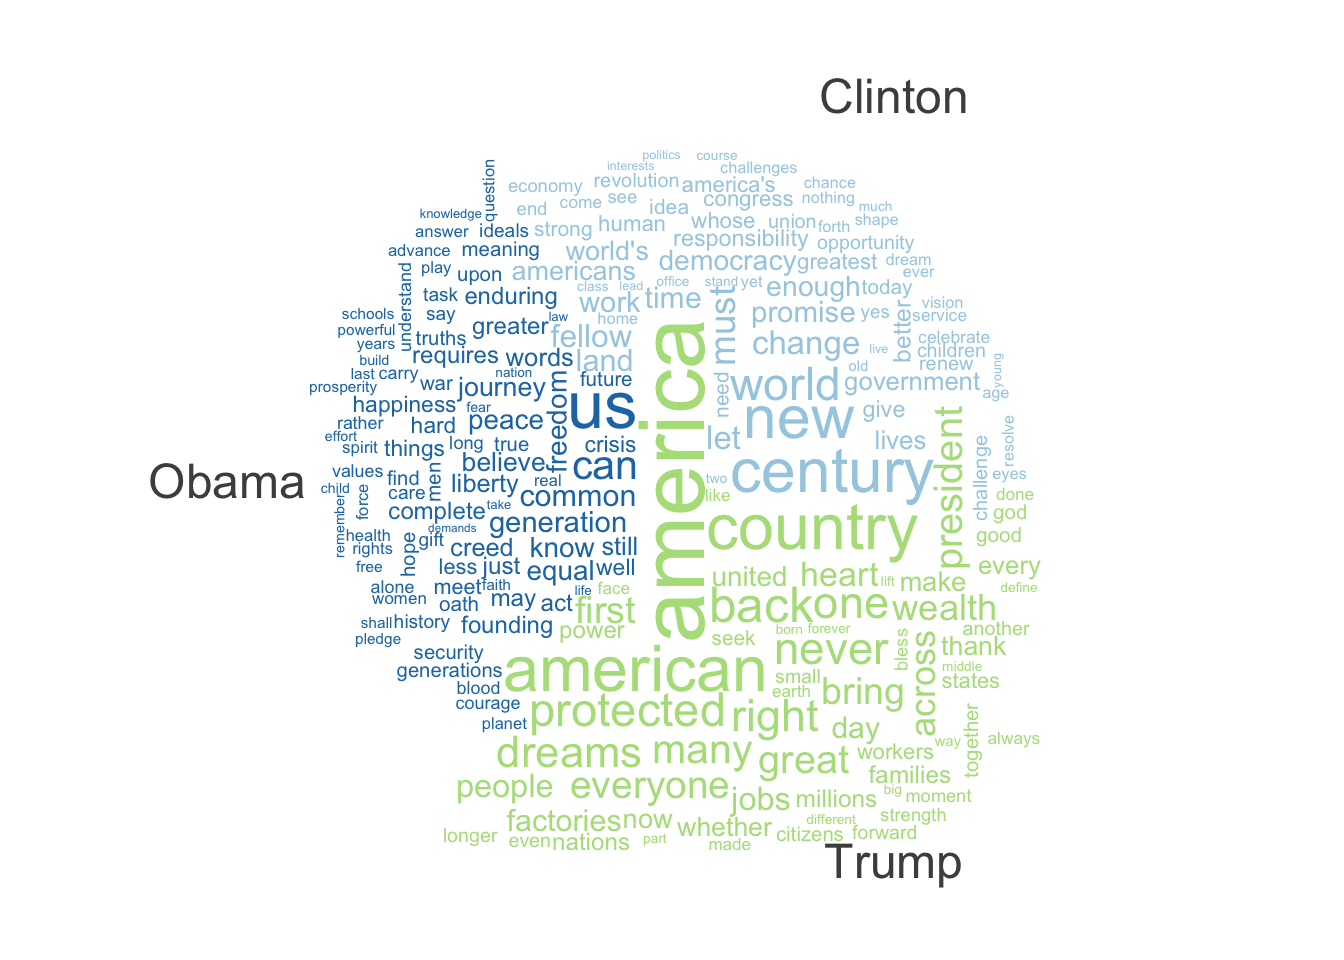 Clinton
politics course
interests challenges
economy revolution america's chance
question come see congress nothing
knowledge end idea whose union much
answer ideals strong human forth shape
advance meaning world's responsibility opportunity
play upon americans democracy greatest dream
understand task enduring class lead office stand yet enough today ever
schools say work time must promise yes vision
powerful truths greater law home service
years requires words fellow land america change live better celebrate
build nation children
last carry war journey future need world old government renew young
prosperity happiness fear freedom us age
rather hard peace new give
effort spirit things long true crisis let lives president resolve
values find men believe can century challenge eyes
Obama
child care liberty real two
remember force complete take common like done
demands generation country god
health hope gift creed know still good
rights less just equal well united heart lift make every
free meet faith life face define
alone women oath may act first back one wealth
shall history founding power seek born forever bless another
pledge never across thank
security middle
generations american small states
blood earth bring
courage protected right
planet day together
dreams many great workers way always
people everyone families
jobs millions big moment
factories now whether different strength
longer even nations part made citizens forward
Trump